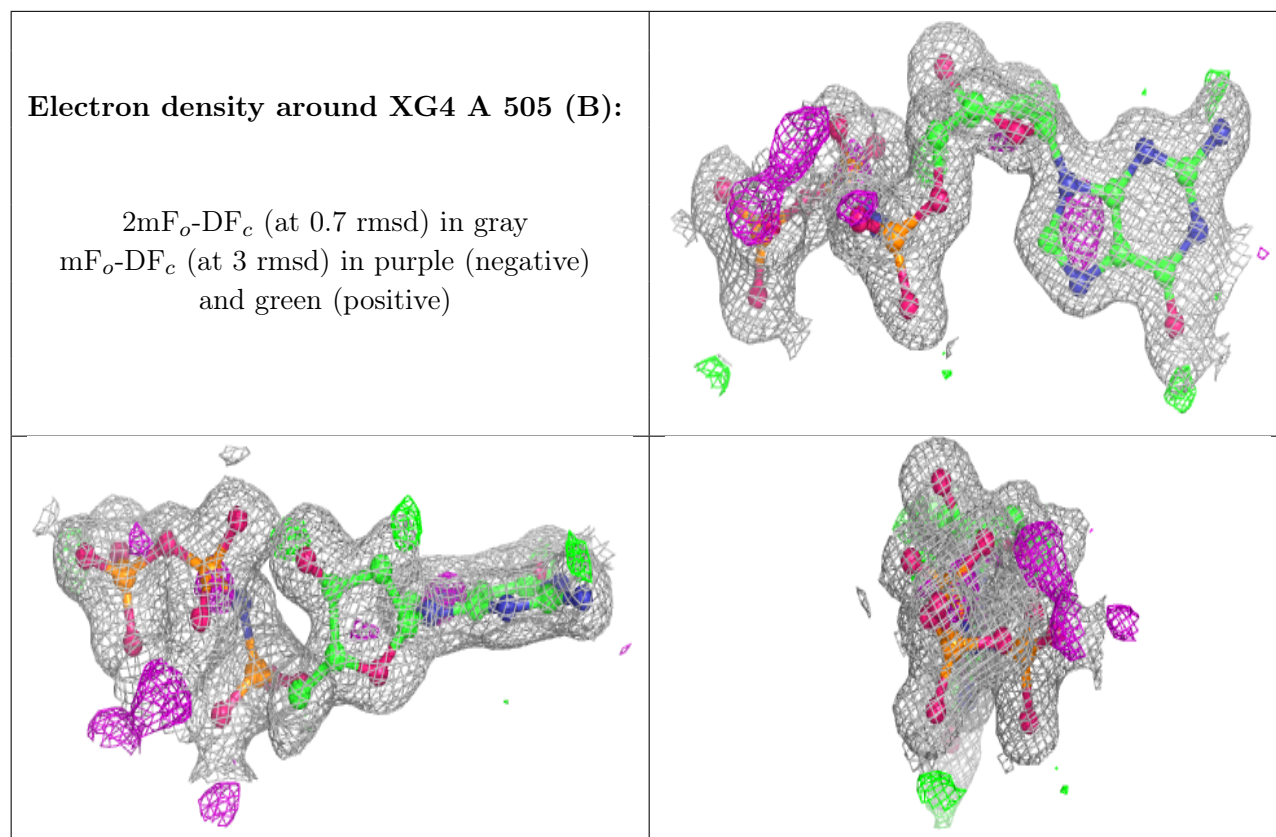 Electron density around XG4 A 505 (B):
2mFo-DFc (at 0.7 rmsd) in gray
mFo-DFc (at 3 rmsd) in purple (negative)
and green (positive)